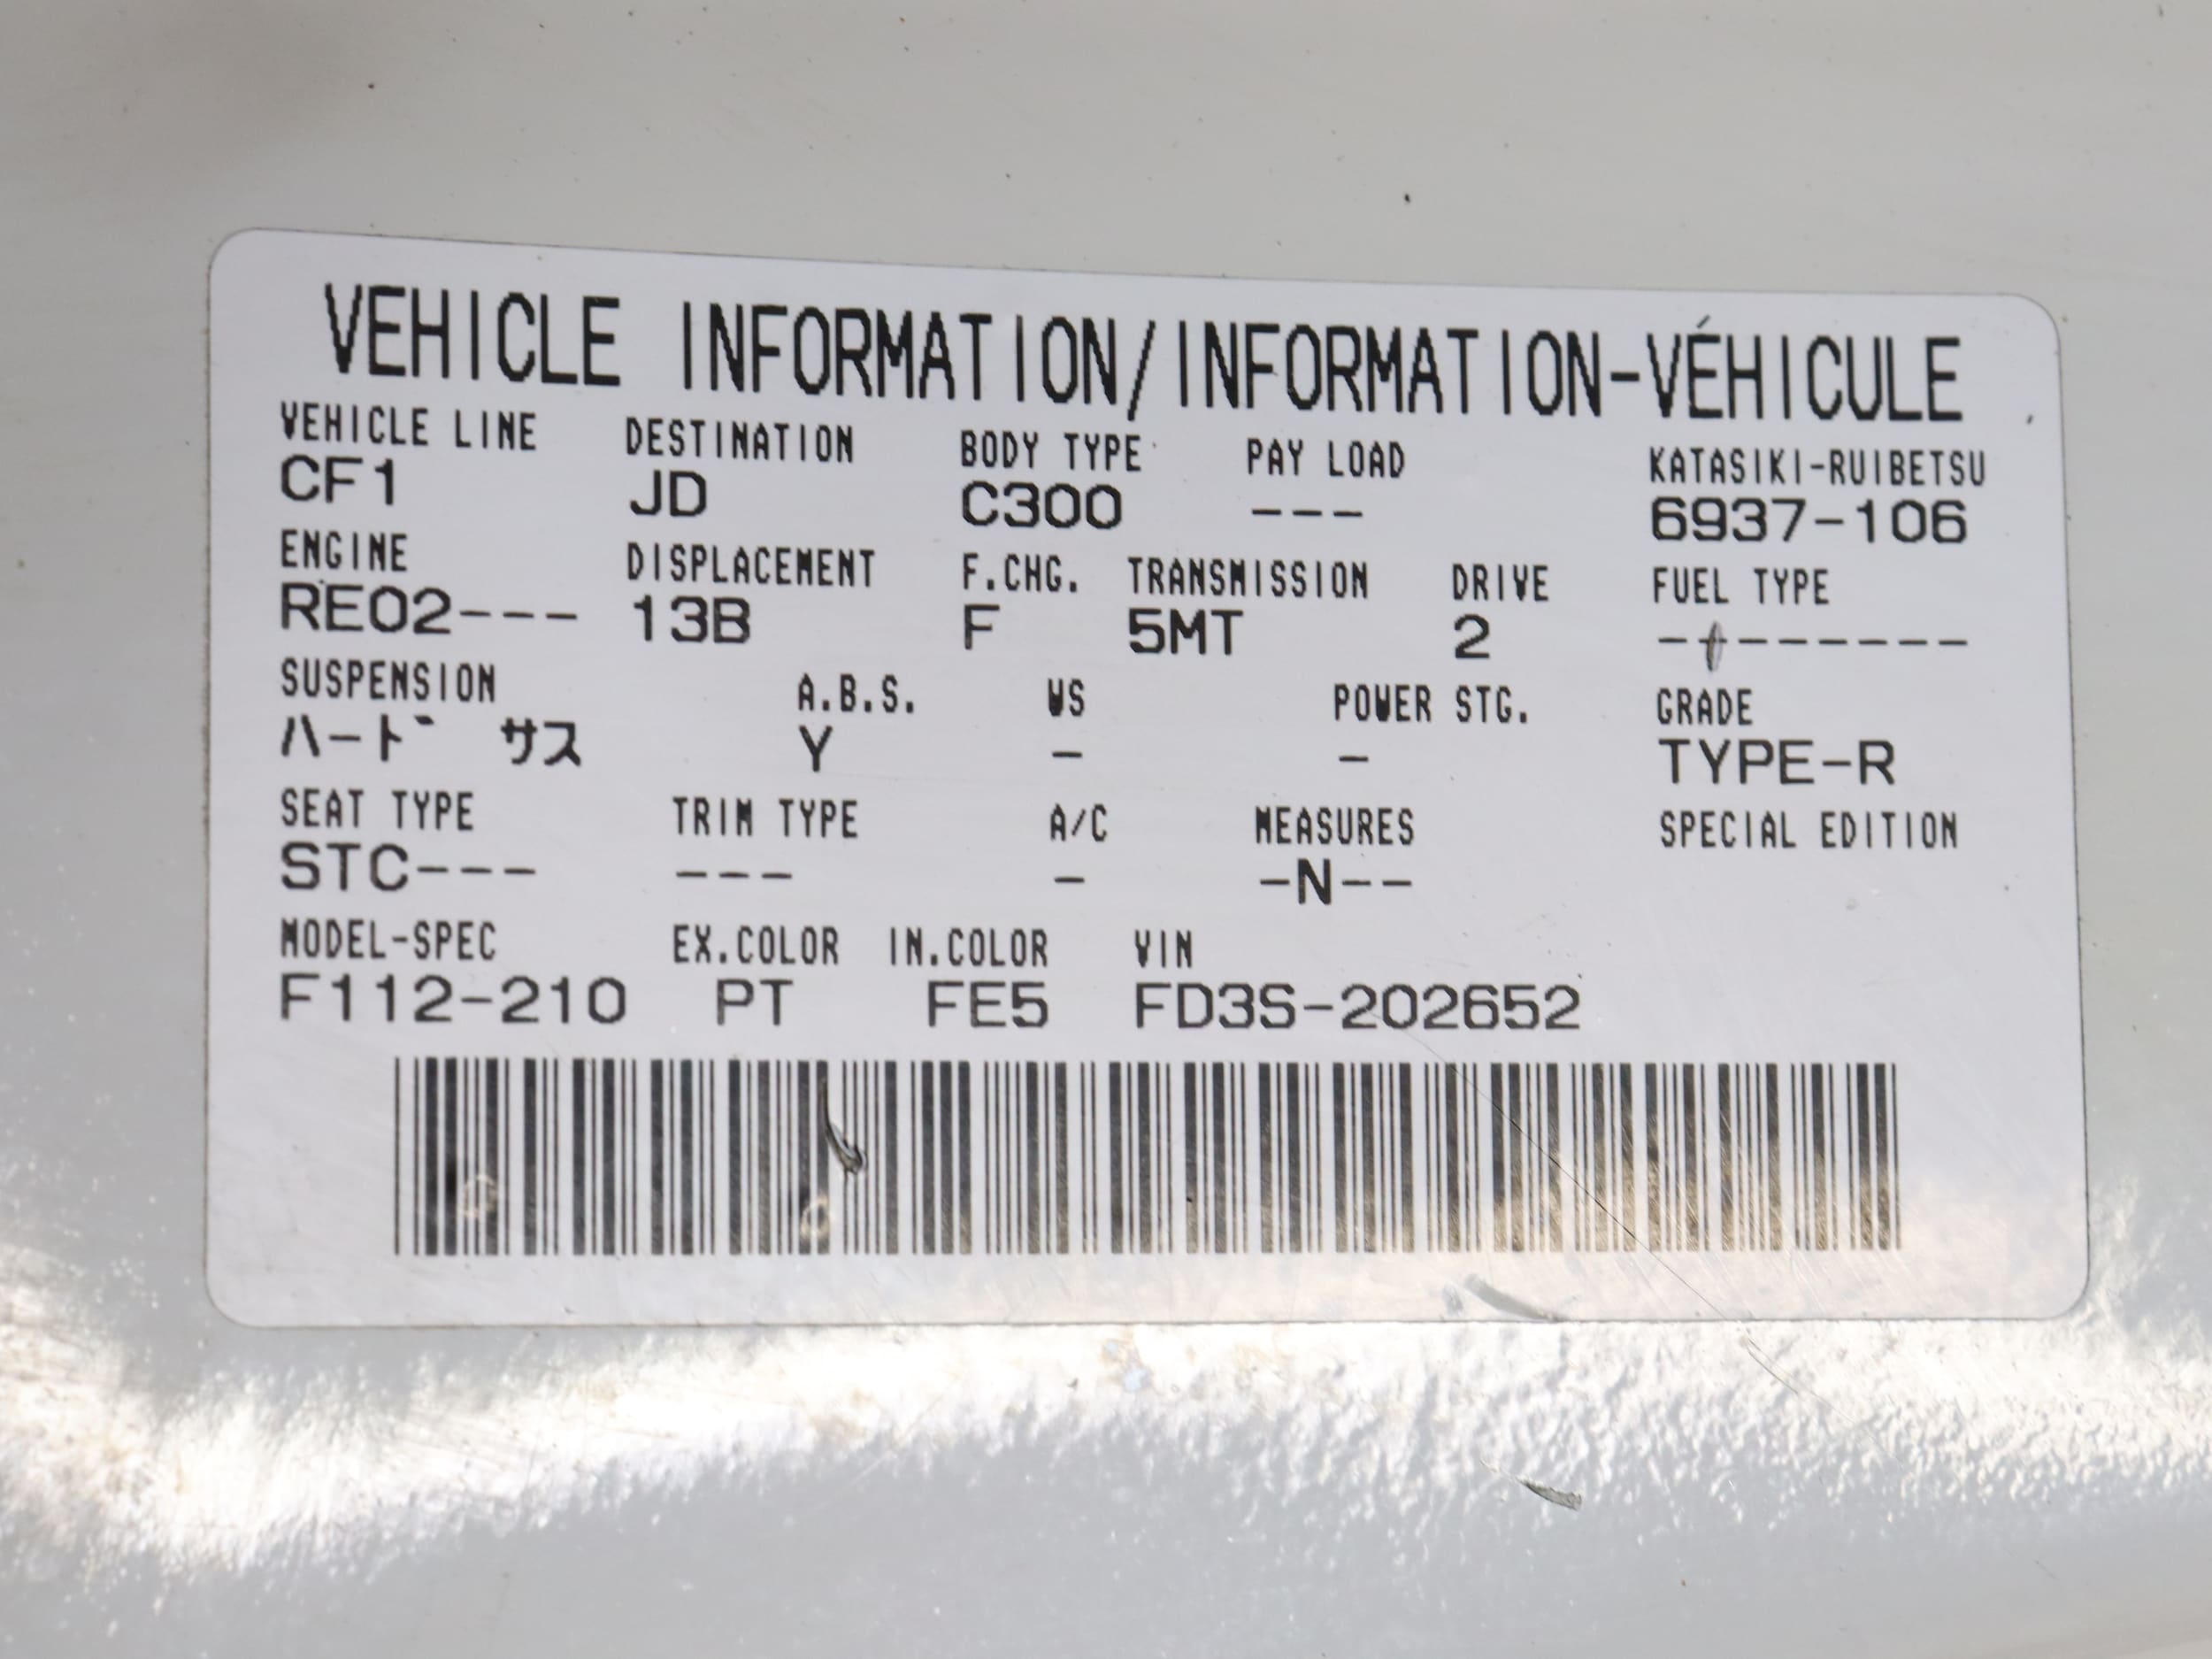 VEHICLE INFORMATION/INFORMATION-VÉHICULE
VEHICLE LINE DESTINATION BODY TYPE PAY LOAD KATASIKI-RUIBETSU
CF1 JD C300 --- 6937-106
ENGINE DISPLACEMENT F.CHG. TRANSMISSION DRIVE FUEL TYPE
RE02--- 13B F 5MT 2 --------
SUSPENSION A.B.S. WS POWER STG. GRADE
ハード サス Y - - TYPE-R
SEAT TYPE TRIM TYPE A/C MEASURES SPECIAL EDITION
STC--- --- - -N--
MODEL-SPEC EX.COLOR IN.COLOR VIN
F112-210 PT FE5 FD3S-202652